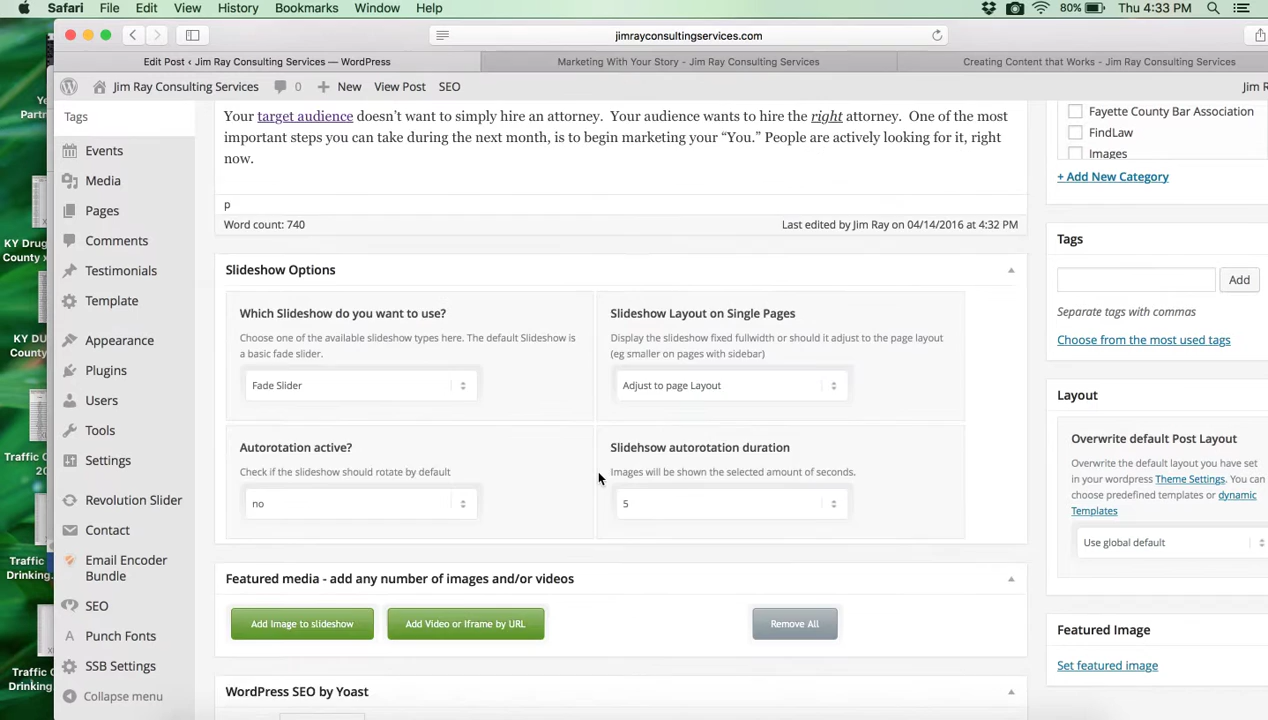 Safari File Edit View History Bookmarks Window Help 80% Thu 4:33 PM
jimrayconsultingservices.com
Edit Post ‹ Jim Ray Consulting Services — WordPress Marketing With Your Story - Jim Ray Consulting Services Creating Content that Works - Jim Ray Consulting Services
Jim Ray Consulting Services 0 New View Post SEO Jim R
Tags
Events
Media
Pages
Comments
Testimonials
Template
Appearance
Plugins
Users
Tools
Settings
Revolution Slider
Contact
Email Encoder
Bundle
SEO
Punch Fonts
SSB Settings
Collapse menu
KY Drug
County x
KY DU
County
Traffic C
20
Traffic
Drinking.
Traffic C
Drinking...
Your target audience doesn’t want to simply hire an attorney. Your audience wants to hire the right attorney. One of the most
important steps you can take during the next month, is to begin marketing your “You.” People are actively looking for it, right
now.
p
Word count: 740 Last edited by Jim Ray on 04/14/2016 at 4:32 PM
Slideshow Options
Which Slideshow do you want to use?
Choose one of the available slideshow types here. The default Slideshow is
a basic fade slider.
Fade Slider
Slideshow Layout on Single Pages
Display the slideshow fixed fullwidth or should it adjust to the page layout
(eg smaller on pages with sidebar)
Adjust to page Layout
Autorotation active?
Check if the slideshow should rotate by default
no
Slidehsow autorotation duration
Images will be shown the selected amount of seconds.
5
Featured media - add any number of images and/or videos
Add Image to slideshow Add Video or Iframe by URL Remove All
WordPress SEO by Yoast
Fayette County Bar Association
FindLaw
Images
+ Add New Category
Tags
Add
Separate tags with commas
Choose from the most used tags
Layout
Overwrite default Post Layout
Overwrite the default layout you have set
in your wordpress Theme Settings. You can
choose predefined templates or dynamic
Templates
Use global default
Featured Image
Set featured image